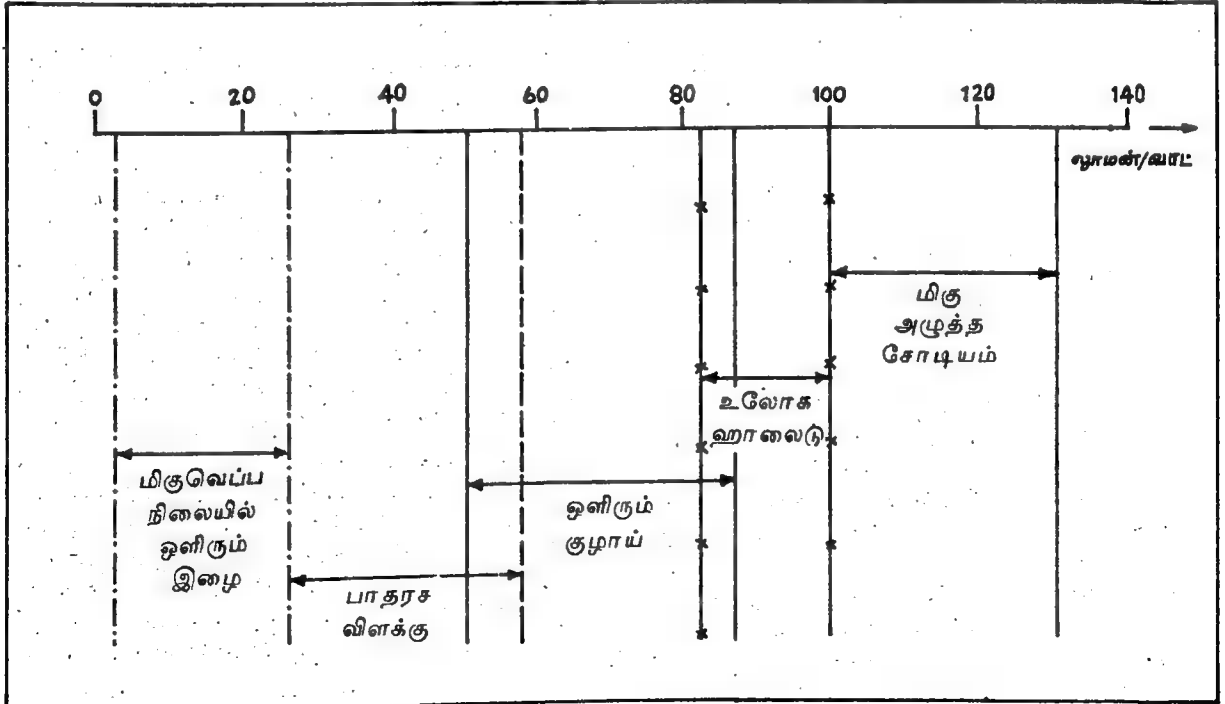 0 20 40 60 80 100 120 140
லூமன்/வாட்
மிகு
அழுத்த
சோடியம்
உலோக
ஹாலைடு
மிகுவெப்ப
நிலையில்
ஒளிரும்
இழை
ஒளிரும்
குழாய்
பாதரச
விளக்கு